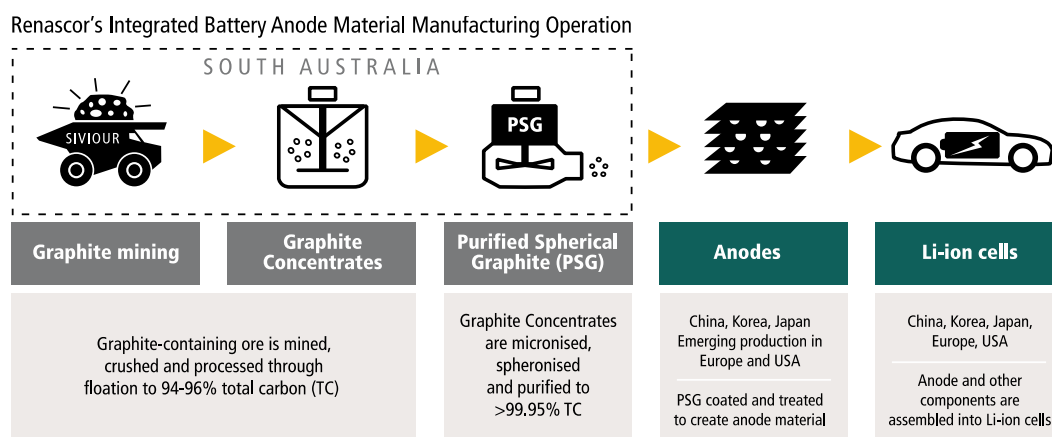 Renascor's Integrated Battery Anode Material Manufacturing Operation
SOUTH AUSTRALIA
SIVIOUR
PSG
Graphite mining
Graphite
Concentrates
Purified Spherical
Graphite (PSG)
Anodes
Li-ion cells
Graphite-containing ore is mined,
crushed and processed through
floation to 94-96% total carbon (TC)
Graphite Concentrates
are micronised,
spheronised
and purified to
>99.95% TC
China, Korea, Japan
Emerging production in
Europe and USA
PSG coated and treated
to create anode material
China, Korea, Japan,
Europe, USA
Anode and other
components are
assembled into Li-ion cells